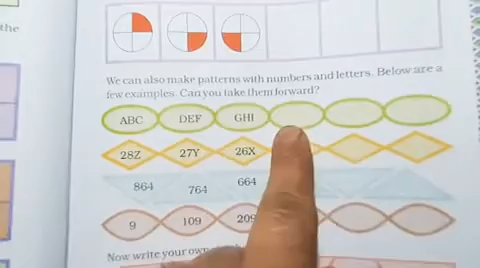 the
We can also make patterns with numbers and letters. Below are a
few examples. Can you take them forward?
ABC DEF GHI
28Z 27Y 26X
864 764 664
9 109 209
Now write your own